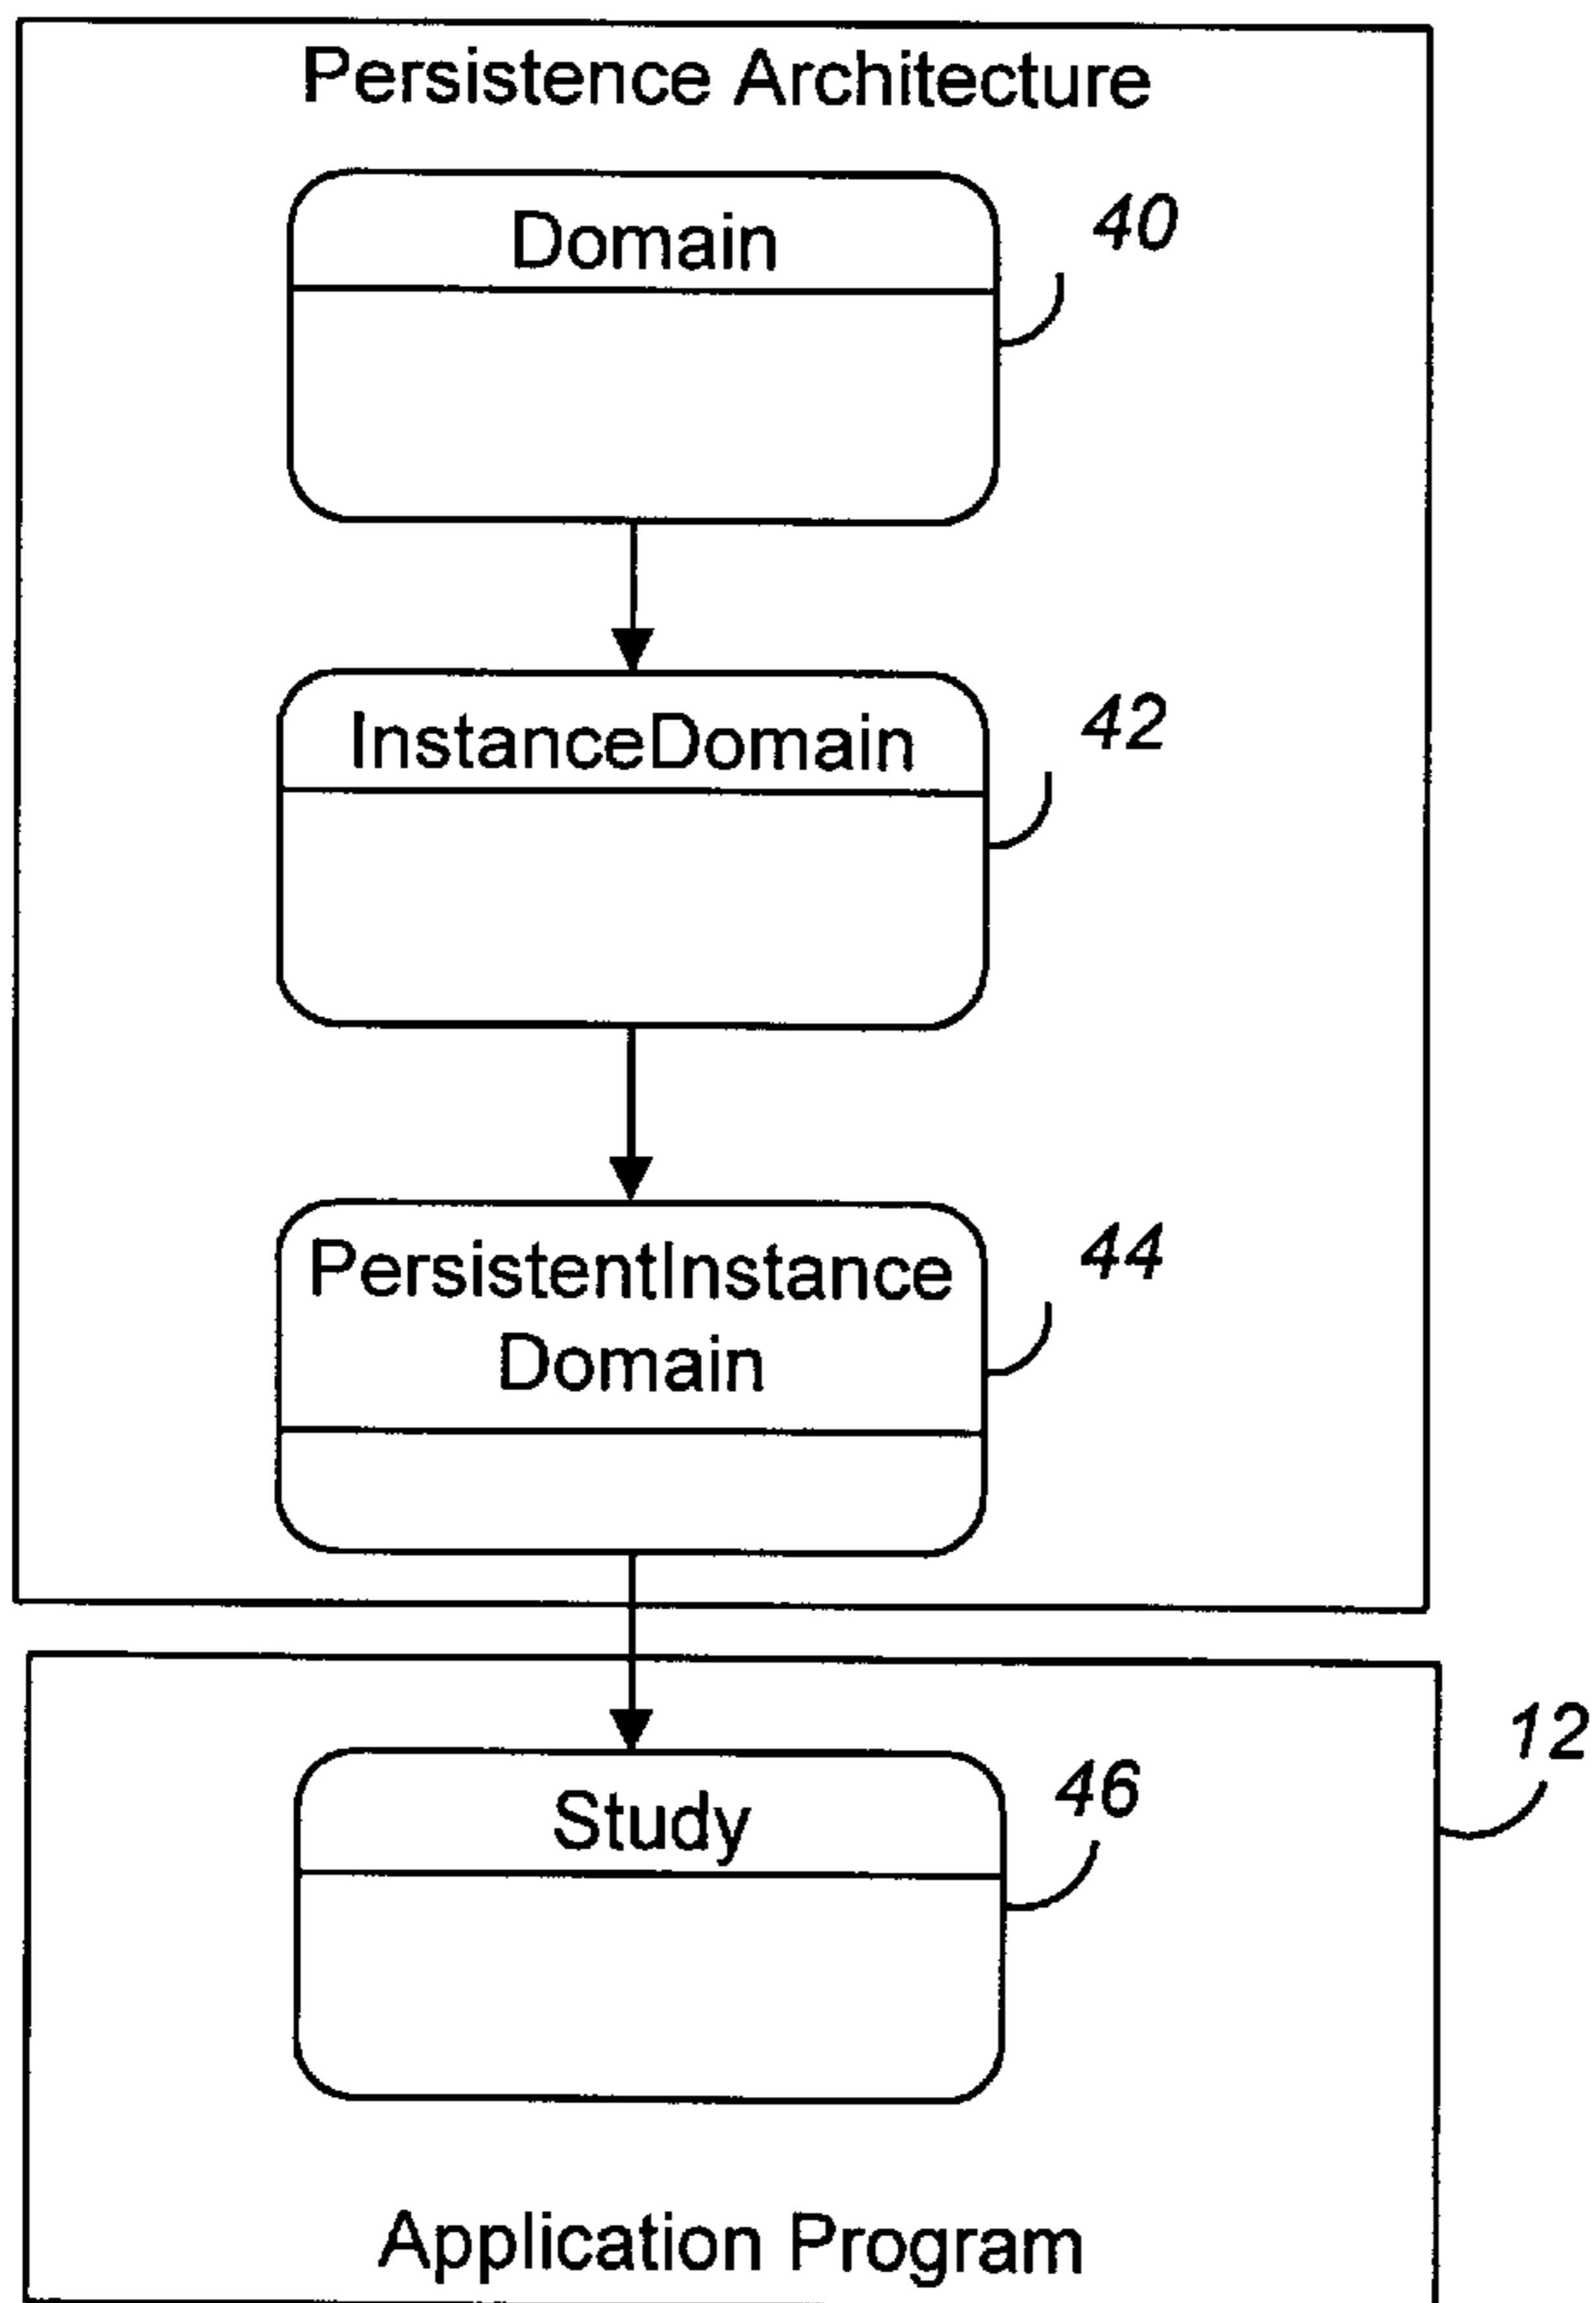 Persistence Architecture
Domain
40
InstanceDomain
42
PersistentInstance
Domain
44
12
Study
46
Application Program